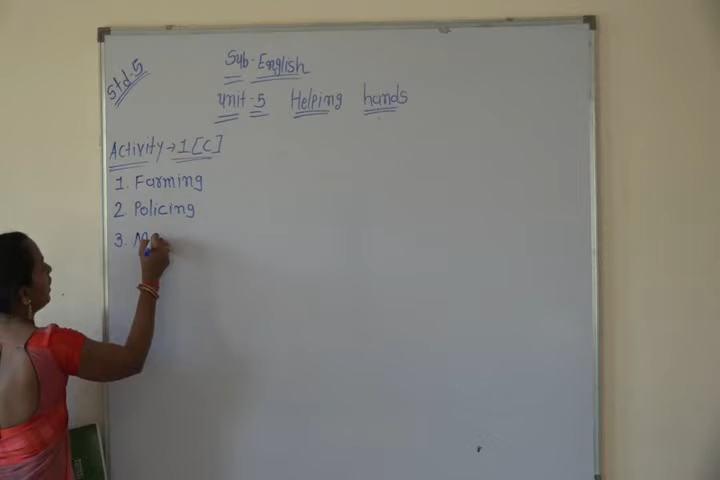 Std-5
Sub-English
Unit-5 Helping hands
Activity → 1 [C]
1. Farming
2. Policing
3.